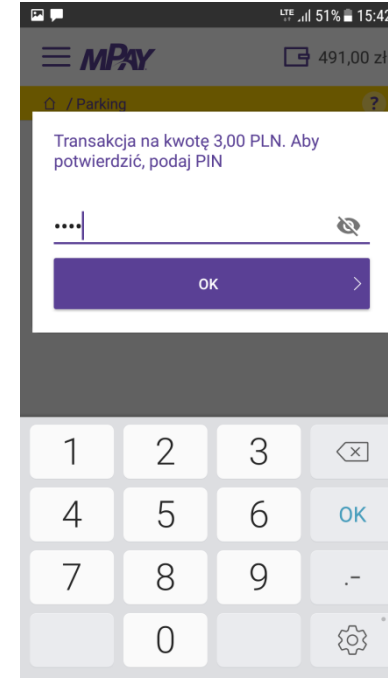 LTE 51% 15:42
mPAY 491,00 zł
/ Parking ?
Transakcja na kwotę 3,00 PLN. Aby
potwierdzić, podaj PIN
••••
OK
1 2 3
4 5 6 OK
7 8 9 .-
0